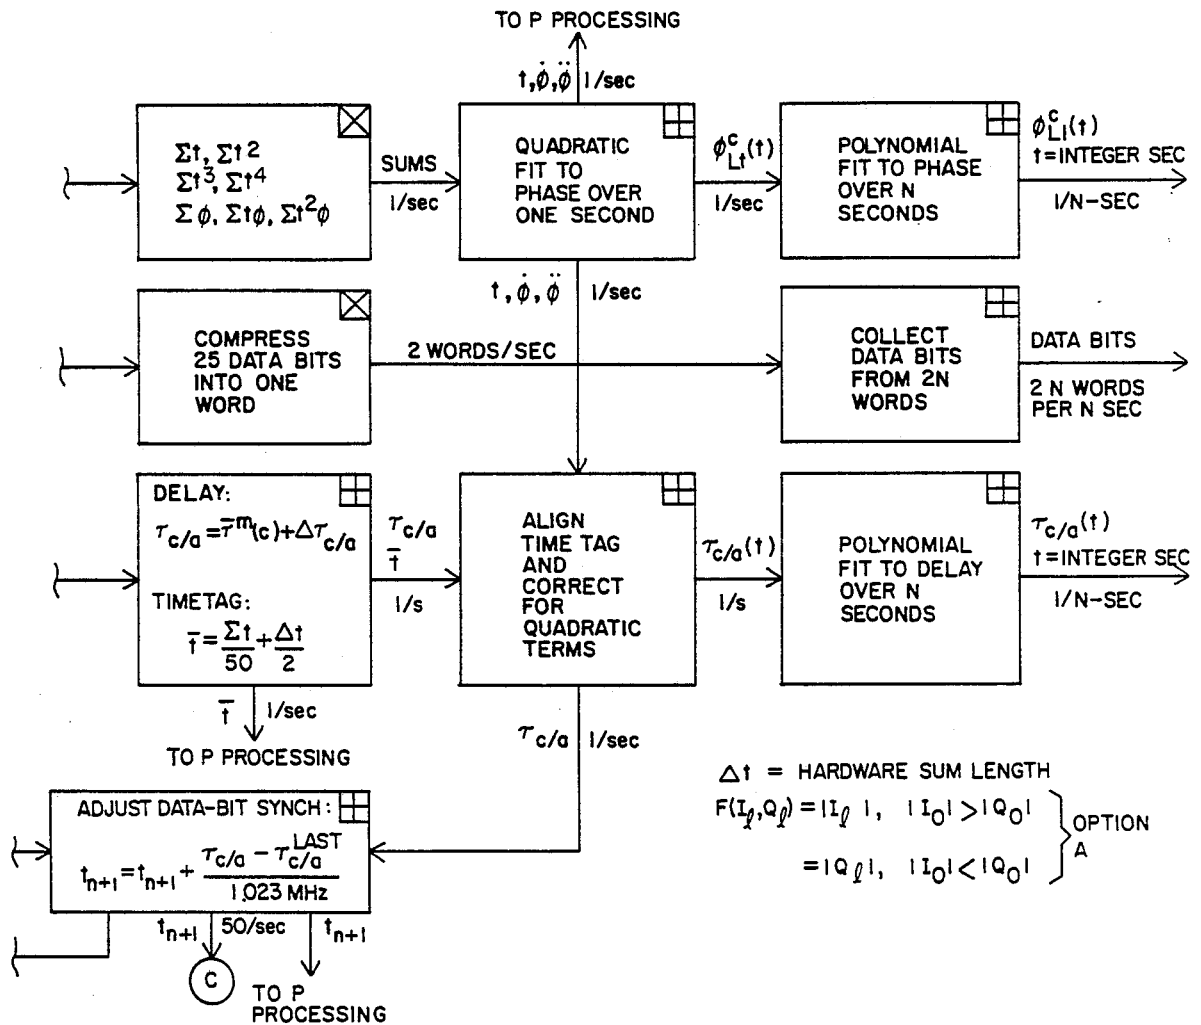 TO P PROCESSING
t, φ̇, φ̈ 1/sec
Σt, Σt2
Σt3, Σt4
Σφ, Σtφ, Σt2φ
SUMS
1/sec
QUADRATIC
FIT TO
PHASE OVER
ONE SECOND
φ^c_L1(t)
1/sec
POLYNOMIAL
FIT TO PHASE
OVER N
SECONDS
φ^c_L1(t)
t=INTEGER SEC
1/N-SEC
t, φ̇, φ̈ 1/sec
COMPRESS
25 DATA BITS
INTO ONE
WORD
2 WORDS/SEC
COLLECT
DATA BITS
FROM 2N
WORDS
DATA BITS
2 N WORDS
PER N SEC
DELAY:
τc/a = τ̅^m(c)+Δτc/a
TIMETAG:
t̅ = Σt/50 + Δt/2
τc/a
t̅
1/s
ALIGN
TIME TAG
AND
CORRECT
FOR
QUADRATIC
TERMS
τc/a(t)
1/s
POLYNOMIAL
FIT TO DELAY
OVER N
SECONDS
τc/a(t)
t=INTEGER SEC
1/N-SEC
t̅ 1/sec
TO P PROCESSING
τc/a 1/sec
ADJUST DATA-BIT SYNCH:
tn+1 = tn+1 + (τc/a - τc/a^LAST)/1.023 MHz
tn+1 50/sec tn+1
C
TO P
PROCESSING
Δt = HARDWARE SUM LENGTH
F(Iℓ,Qℓ) = |Iℓ|, |I0|>|Q0|
= |Qℓ|, |I0|<|Q0|
OPTION
A